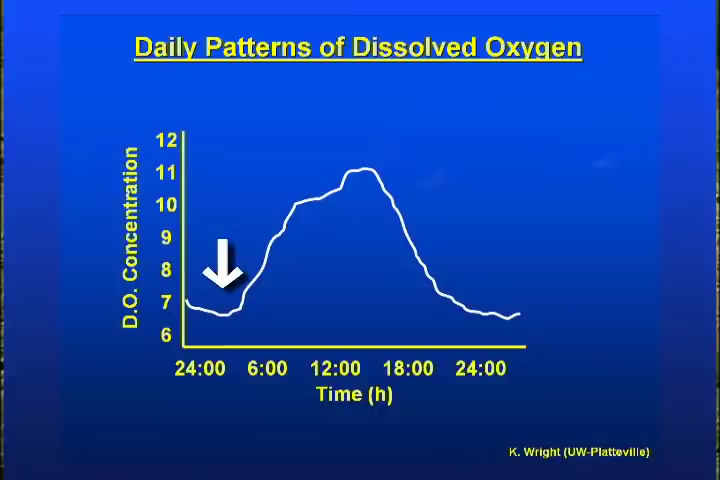 Daily Patterns of Dissolved Oxygen
D.O. Concentration
12
11
10
9
8
7
6
24:00 6:00 12:00 18:00 24:00
Time (h)
K. Wright (UW-Platteville)